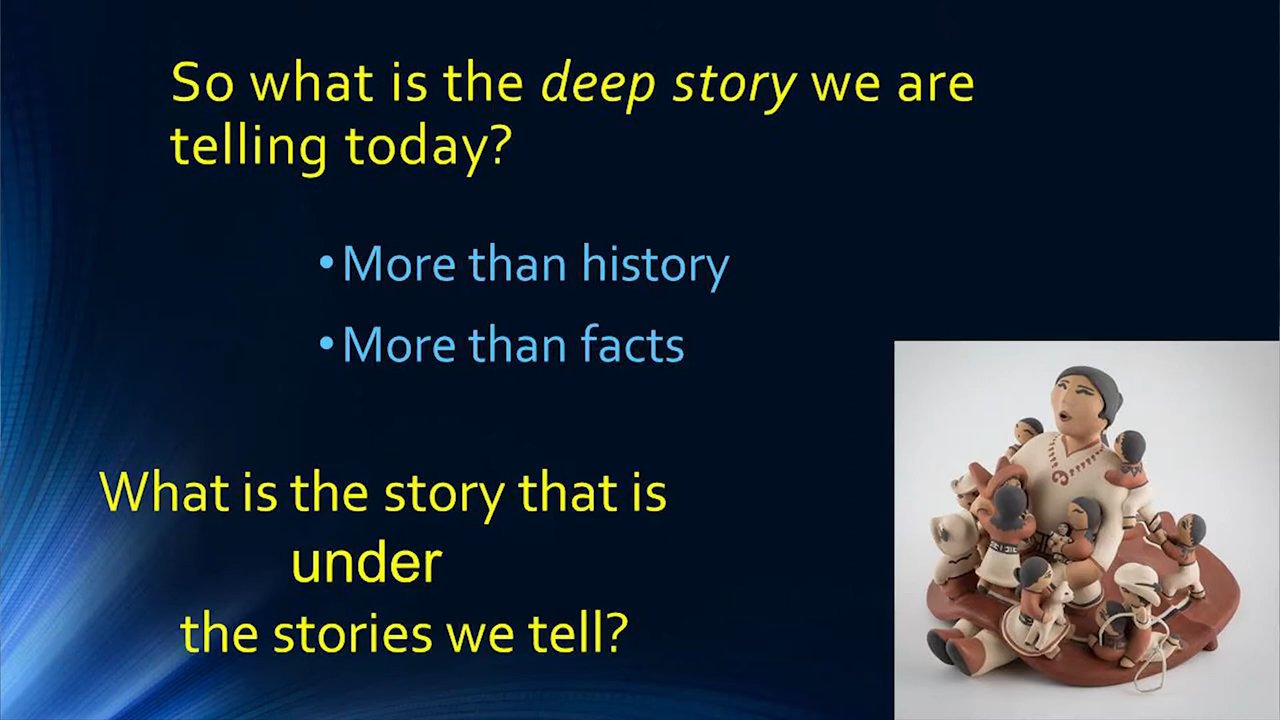 So what is the deep story we are
telling today?
•More than history
•More than facts
What is the story that is
under
the stories we tell?